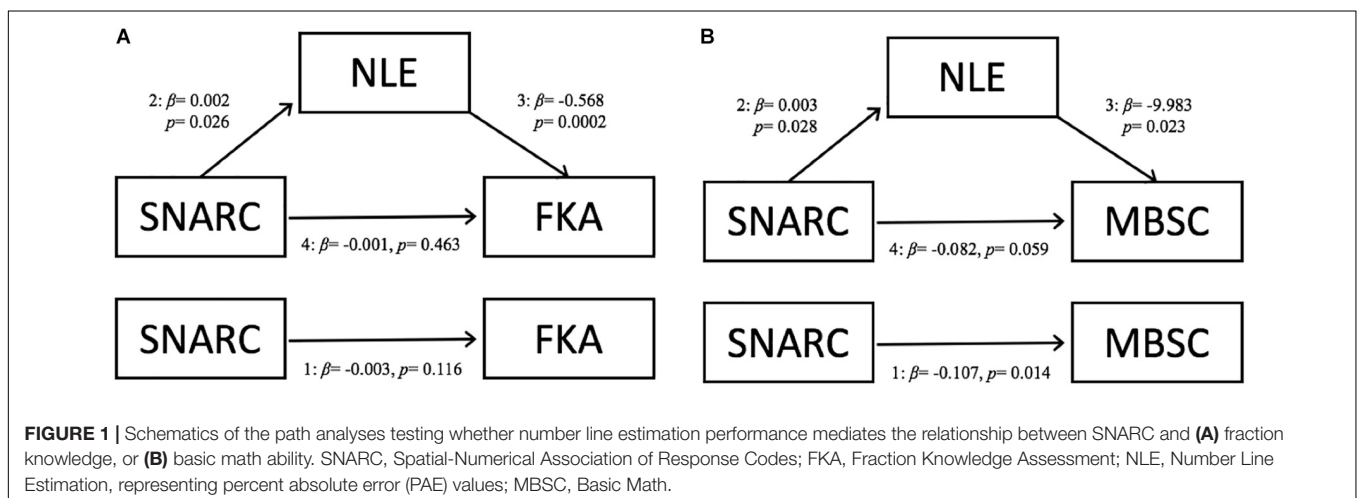 A
NLE
2: β= 0.002
p= 0.026
3: β= -0.568
p= 0.0002
SNARC
FKA
4: β= -0.001, p= 0.463
SNARC
FKA
1: β= -0.003, p= 0.116
B
NLE
2: β= 0.003
p= 0.028
3: β= -9.983
p= 0.023
SNARC
MBSC
4: β= -0.082, p= 0.059
SNARC
MBSC
1: β= -0.107, p= 0.014
FIGURE 1 | Schematics of the path analyses testing whether number line estimation performance mediates the relationship between SNARC and (A) fraction
knowledge, or (B) basic math ability. SNARC, Spatial-Numerical Association of Response Codes; FKA, Fraction Knowledge Assessment; NLE, Number Line
Estimation, representing percent absolute error (PAE) values; MBSC, Basic Math.